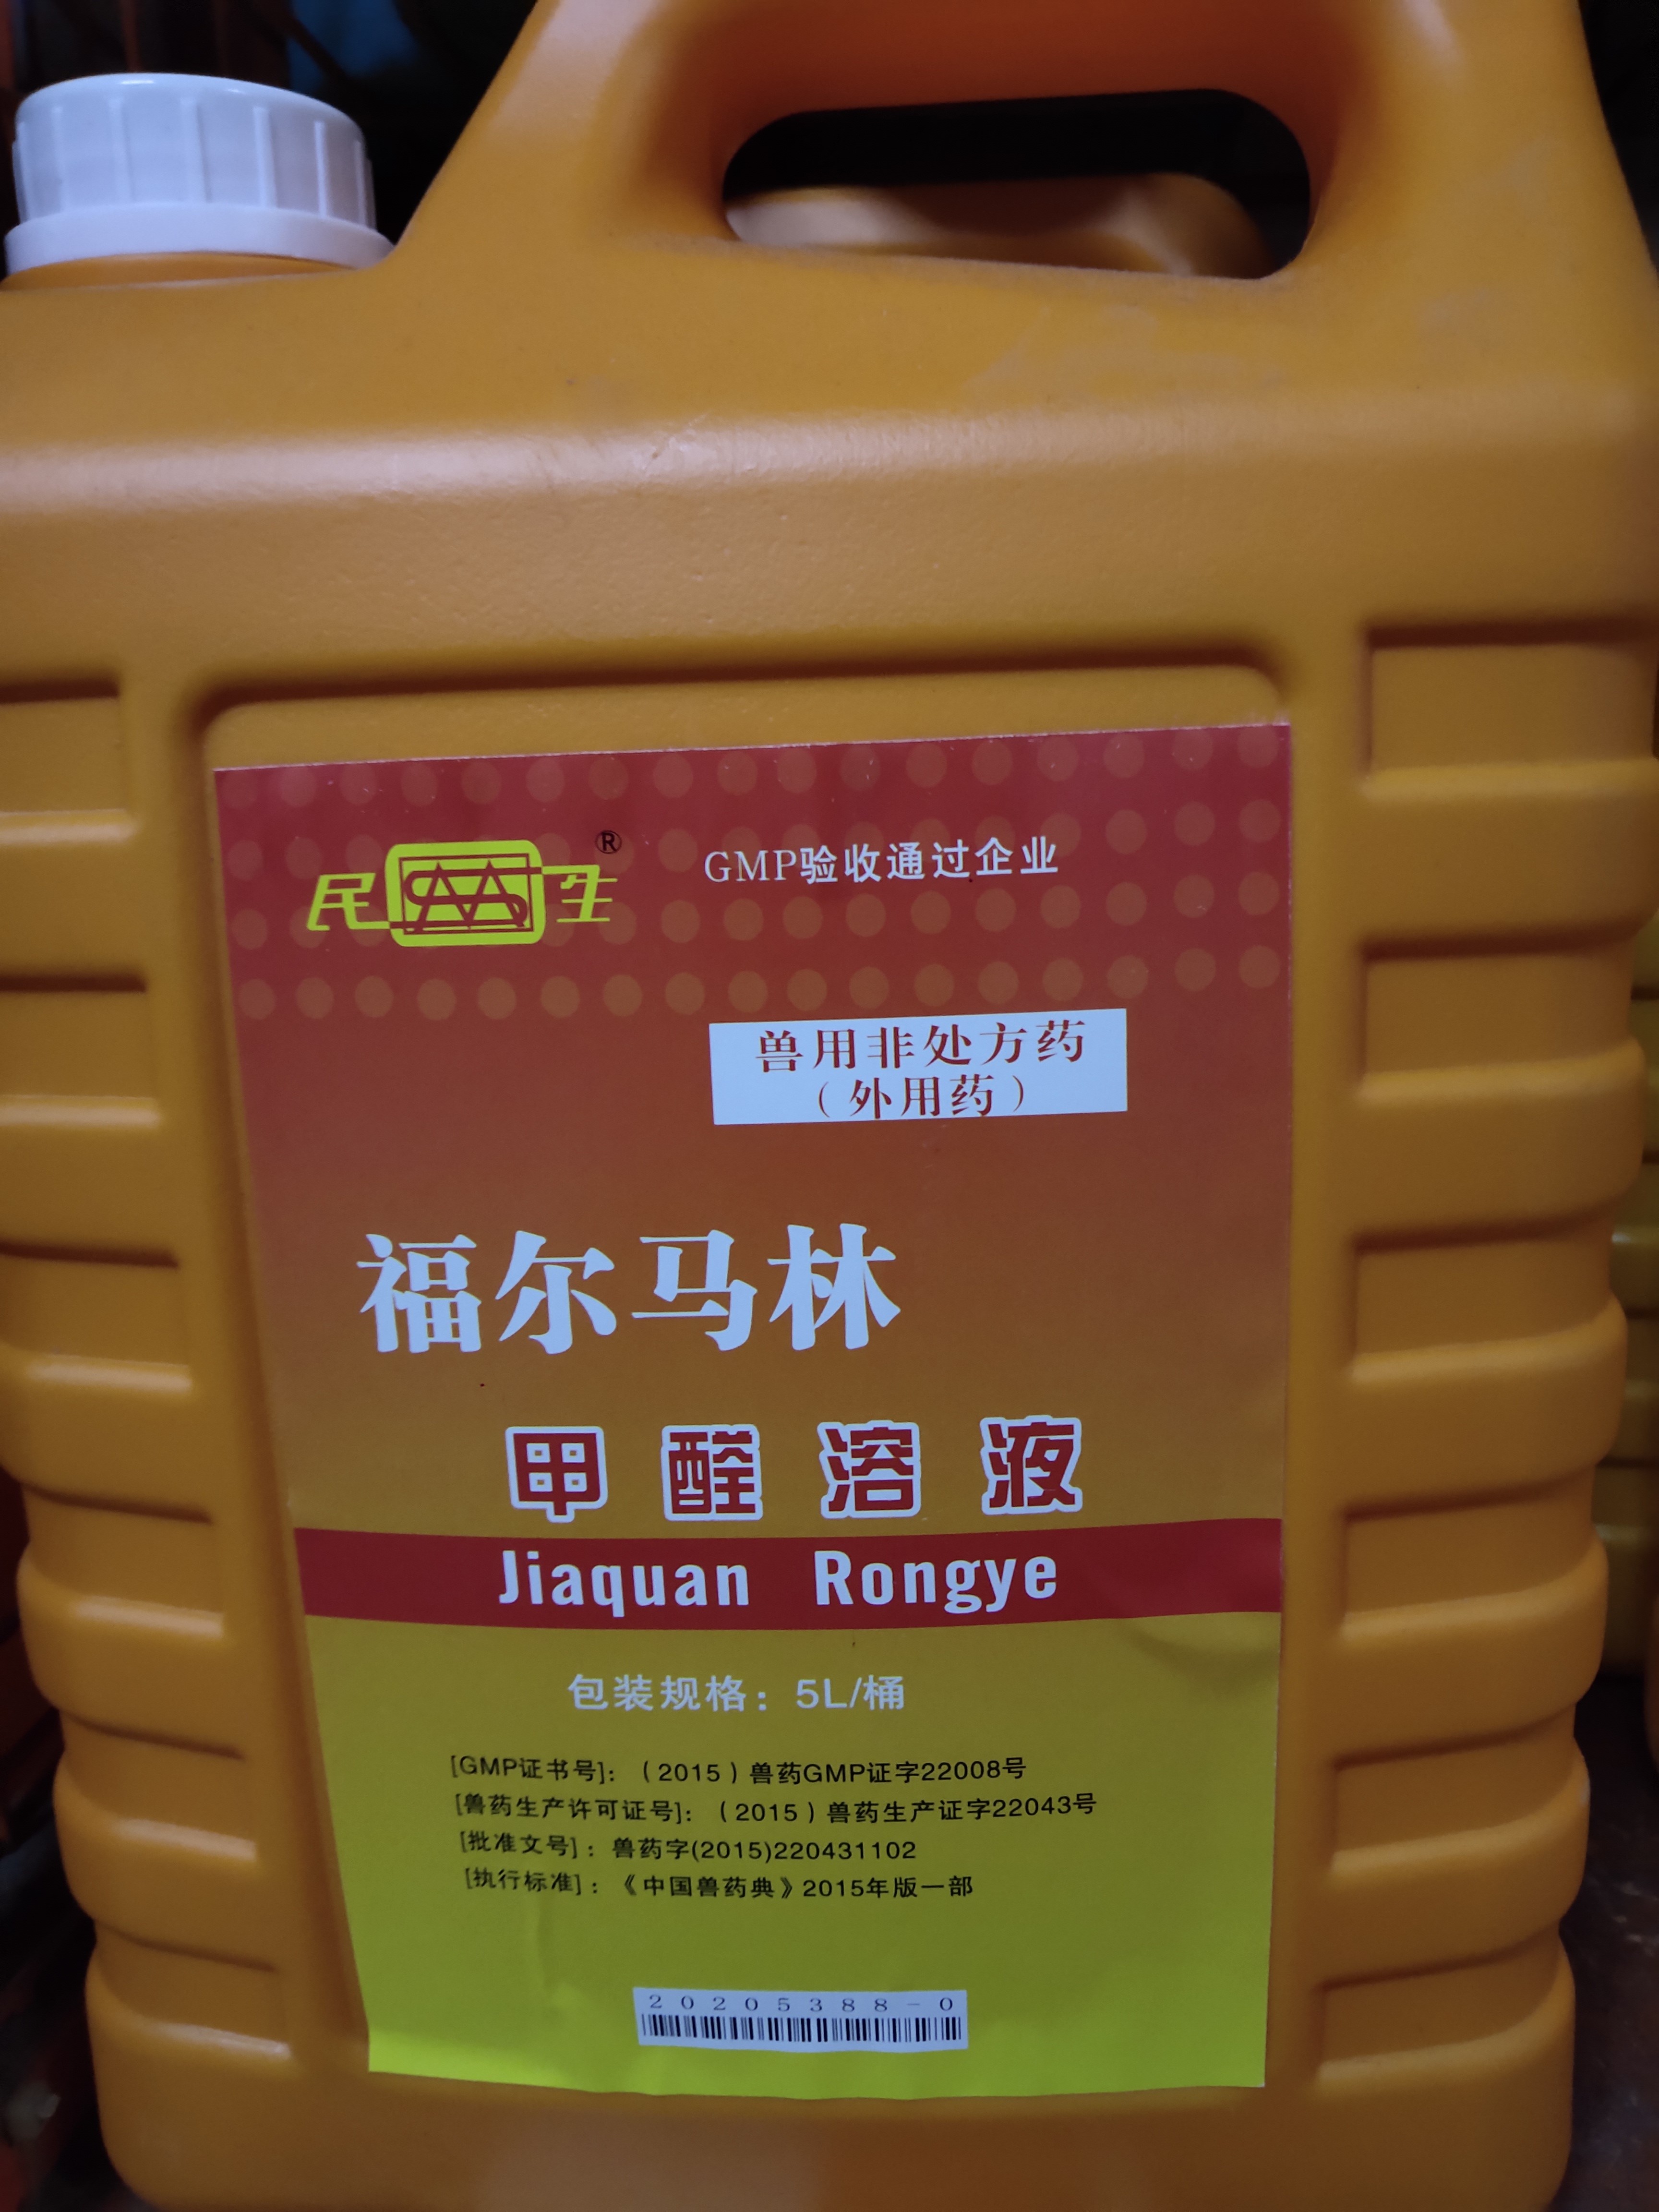 民生®
GMP验收通过企业
兽用非处方药
（外用药）
福尔马林
甲醛溶液
Jiaquan Rongye
包装规格：5L/桶
[GMP证书号]：（2015）兽药GMP证字22008号
[兽药生产许可证号]：（2015）兽药生产证字22043号
[批准文号]：兽药字(2015)220431102
[执行标准]：《中国兽药典》2015年版一部
20205388-0